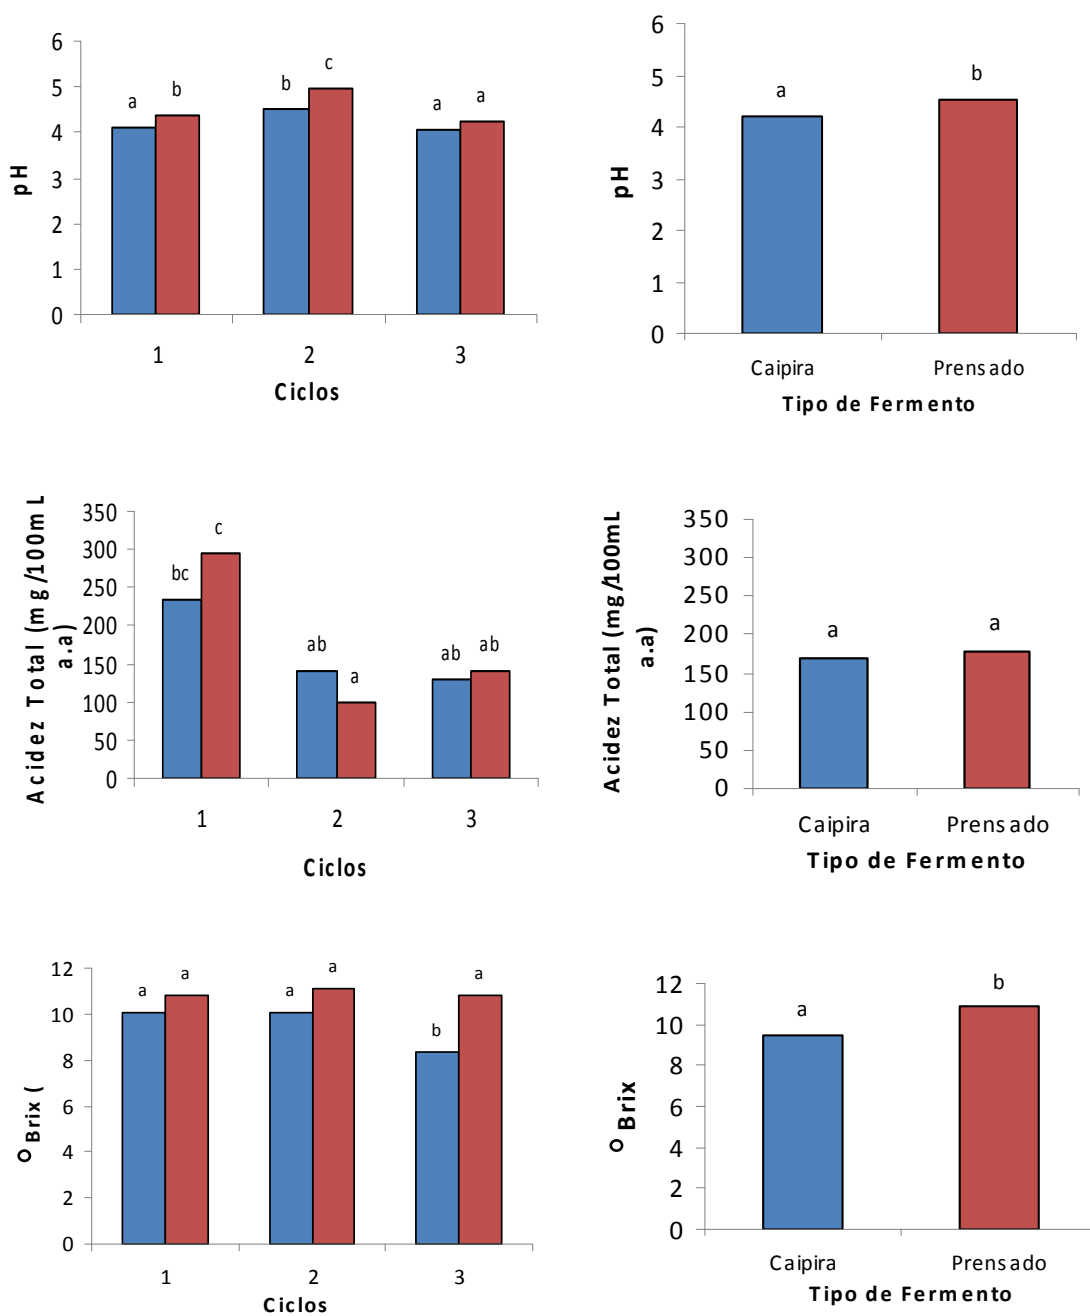 6
5
4
3
2
1
0
pH
a b b c a a
1 2 3
Ciclos
6
5
4
3
2
1
0
pH
a b
Caipira Prensado
Tipo de Fermento
350
300
250
200
150
100
50
0
Acidez Total (mg/100mL
a.a)
bc c ab a ab ab
1 2 3
Ciclos
350
300
250
200
150
100
50
0
Acidez Total (mg/100mL
a.a)
a a
Caipira Prensado
Tipo de Fermento
12
10
8
6
4
2
0
O Brix (
a a a a b a
1 2 3
Ciclos
12
10
8
6
4
2
0
O Brix
a b
Caipira Prensado
Tipo de Fermento